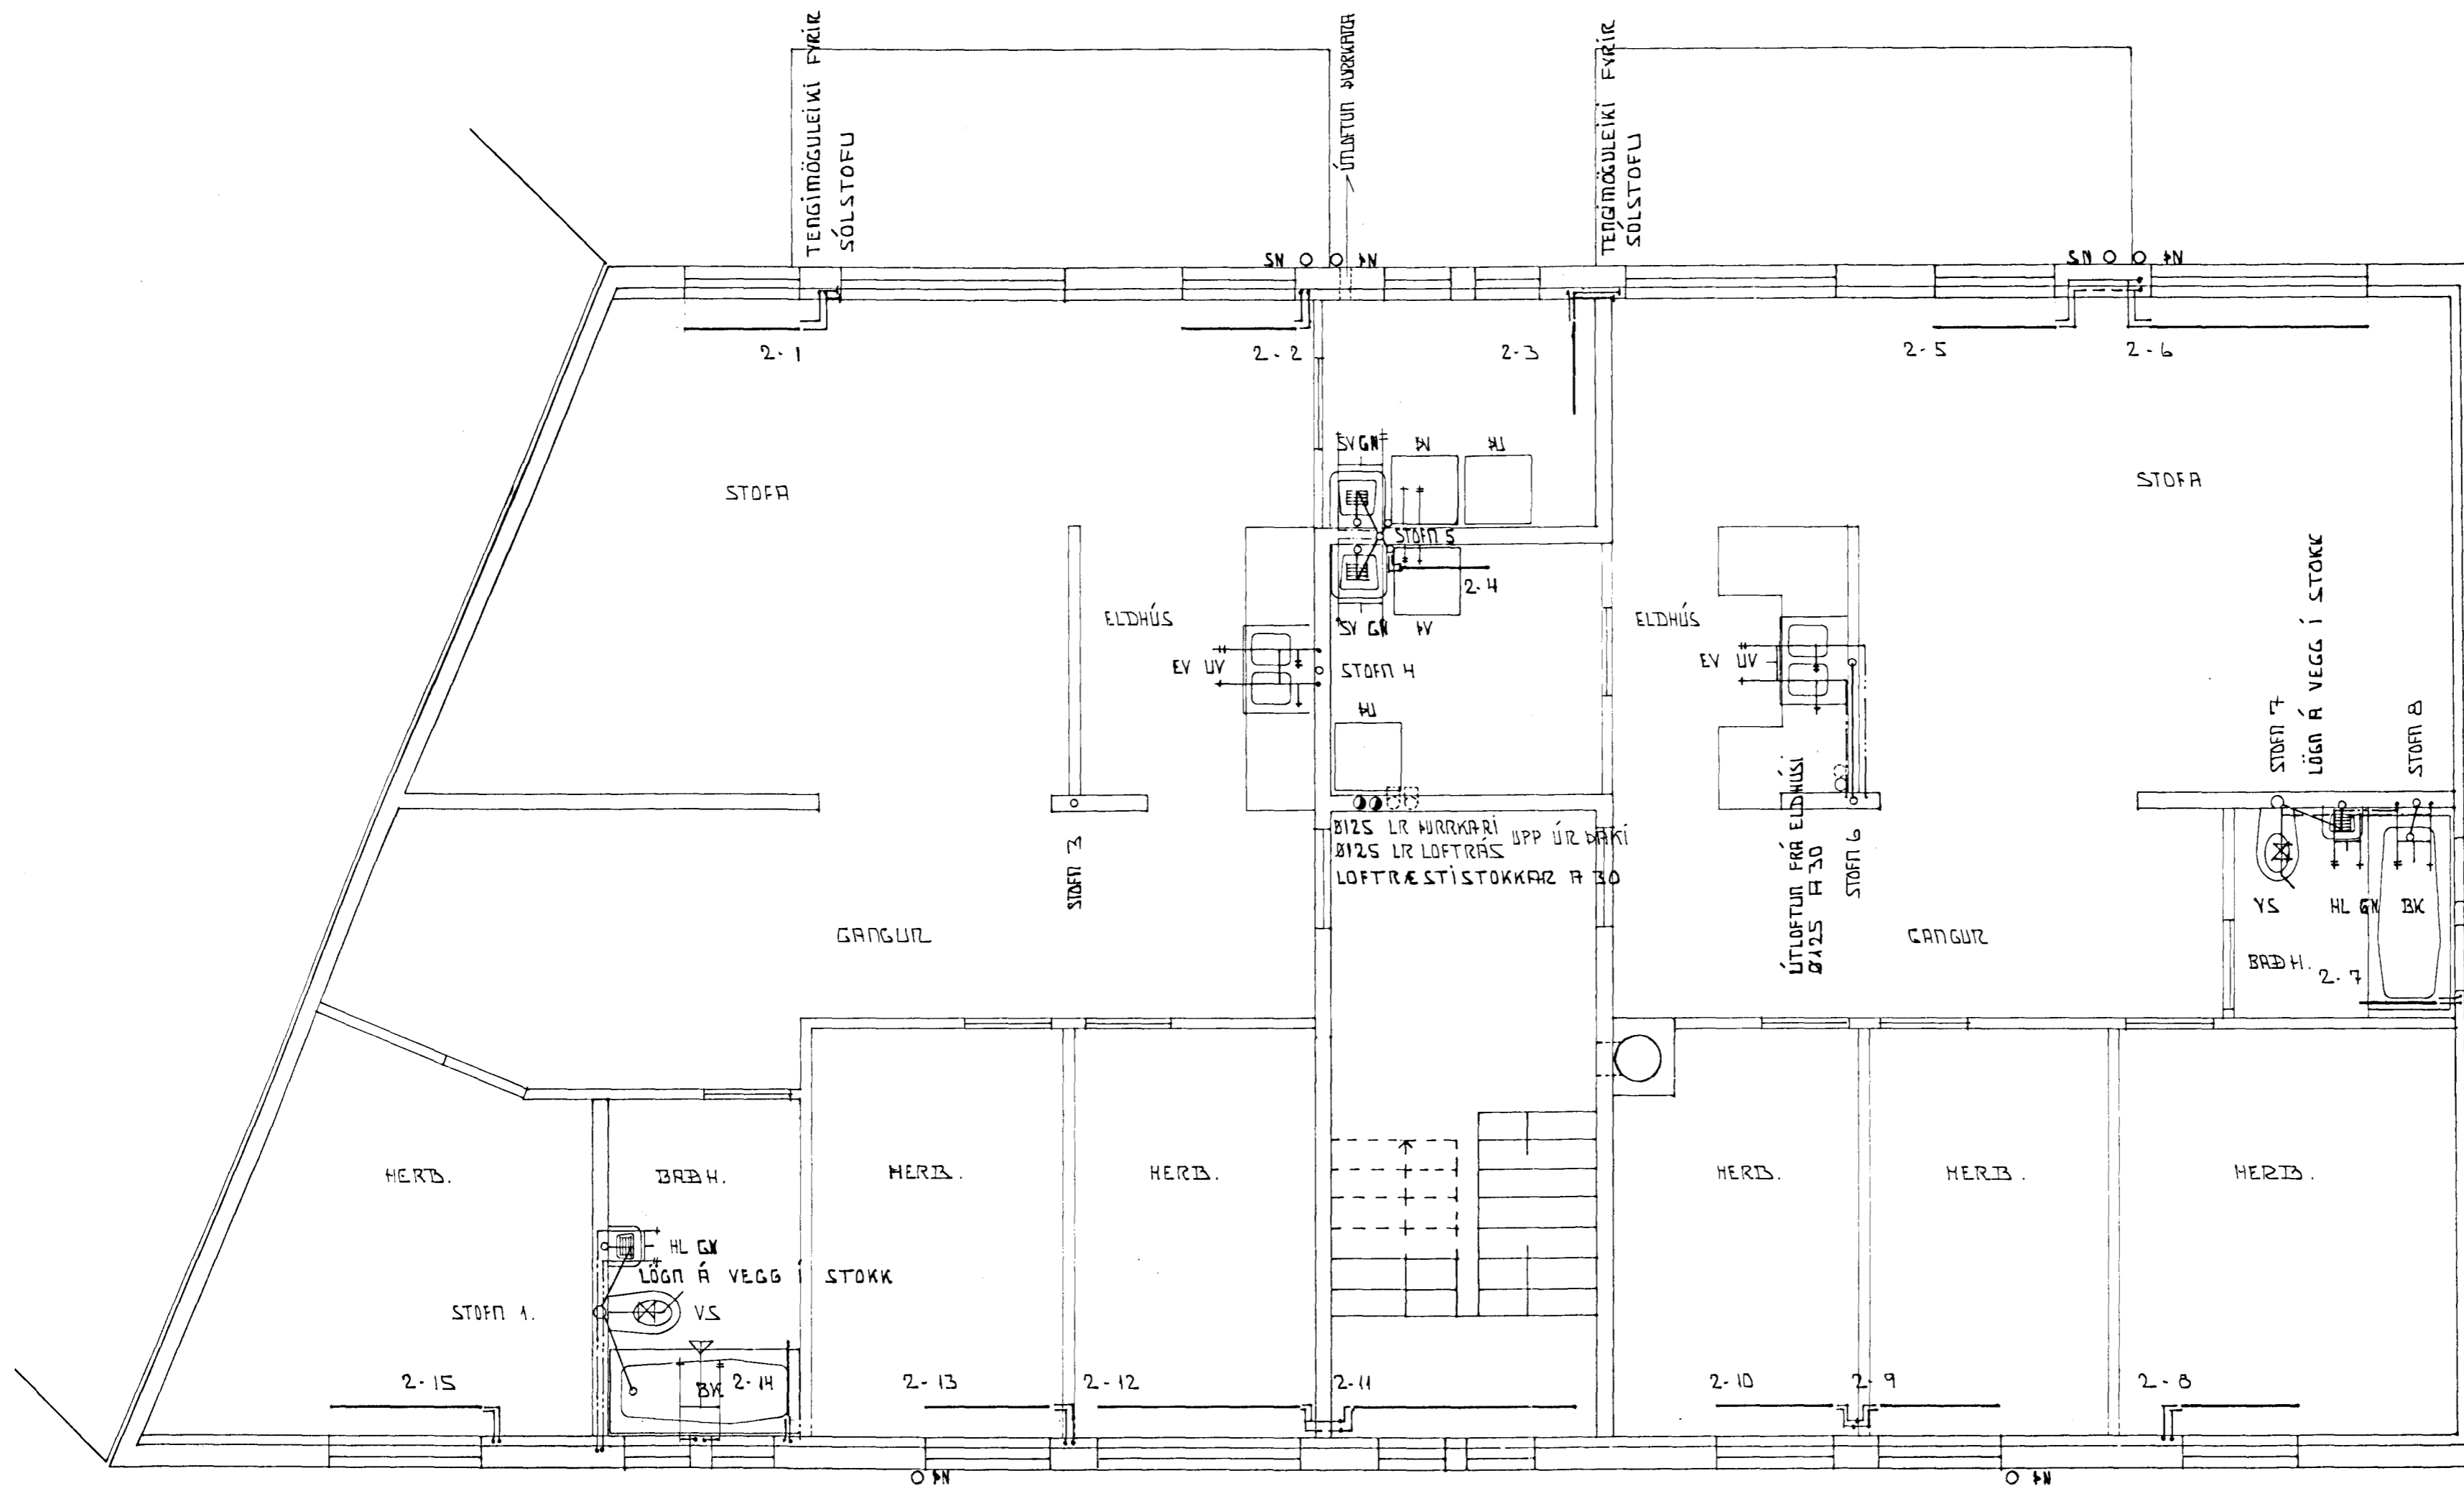 TENGIMÖGULEIKI FYRIR
SÓLSTOFU
ÚTLOFTUN ÞURRKARA
TENGIMÖGULEIKI FYRIR
SÓLSTOFU
SN ÞN
SN ÞN
2-1
2-2
2-3
2-5
2-6
SV GN ÞV ÞU
STOFA
STOFA
STOFN 5
2-4
ELDHÚS
SV GN ÞV
ELDHÚS
EV UV
STOFN 4
EV UV
ÞU
STOFN 7
LÖGN Á VEGG Í STOKK
STOFN 8
Ø125 LR ÞURRKARI
Ø125 LR LOFTRÁS
UPP ÚR ÞAKI
LOFTRÆSTISTOKKAR A 30
STOFN 3
ÚTLOFTUN FRÁ ELDHÚSI
Ø125 A 30
STOFN 6
VS HL GN BK
GANGUR
GANGUR
BAÐH.
2-7
HERB.
BAÐH.
HERB.
HERB.
HERB.
HERB.
HERB.
HL GN
LÖGN Á VEGG Í STOKK
STOFN 1.
VS
2-15
BK
2-14
2-13
2-12
2-11
2-10
2-9
2-8
ÞN
ÞN